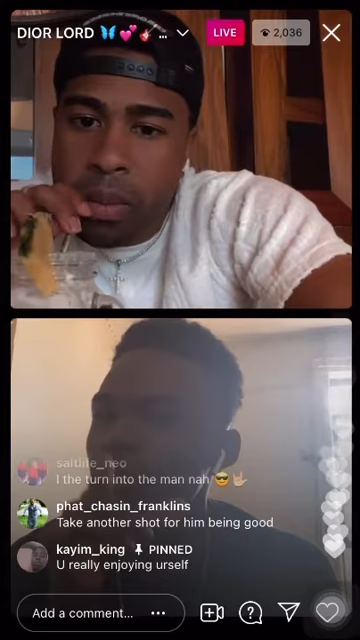 DIOR LORD 🦋💕🎸 ...
LIVE
2,036
saltlife_neo
I the turn into the man nah 😎🤟
phat_chasin_franklins
Take another shot for him being good
kayim_king PINNED
U really enjoying urself
Add a comment...